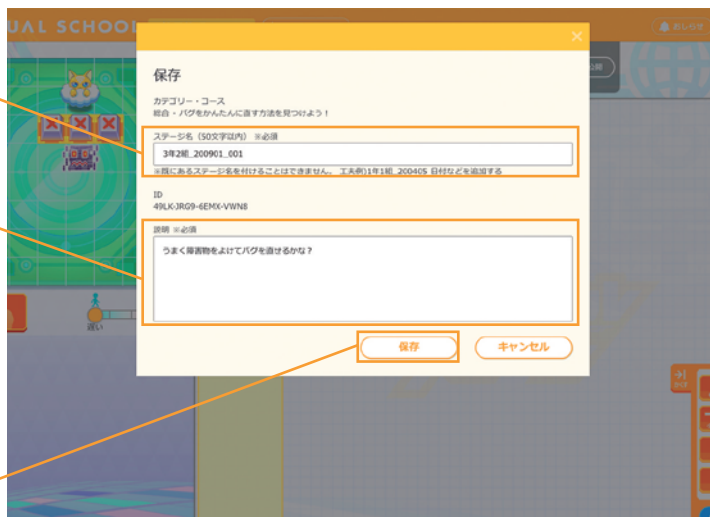 UAL SCHOOL
おしらせ
保存
カテゴリー・コース
総合 - バグをかんたんに直す方法を見つけよう!
ステージ名 (50文字以内) ※必須
3年2組_200901_001
※既にあるステージ名を付けることはできません。 工夫例)1年1組_200405 日付などを追加する
ID
49LK-JRG9-6EMX-VWN8
説明 ※必須
うまく障害物をよけてバグを直せるかな?
保存
キャンセル
遅い
かくす